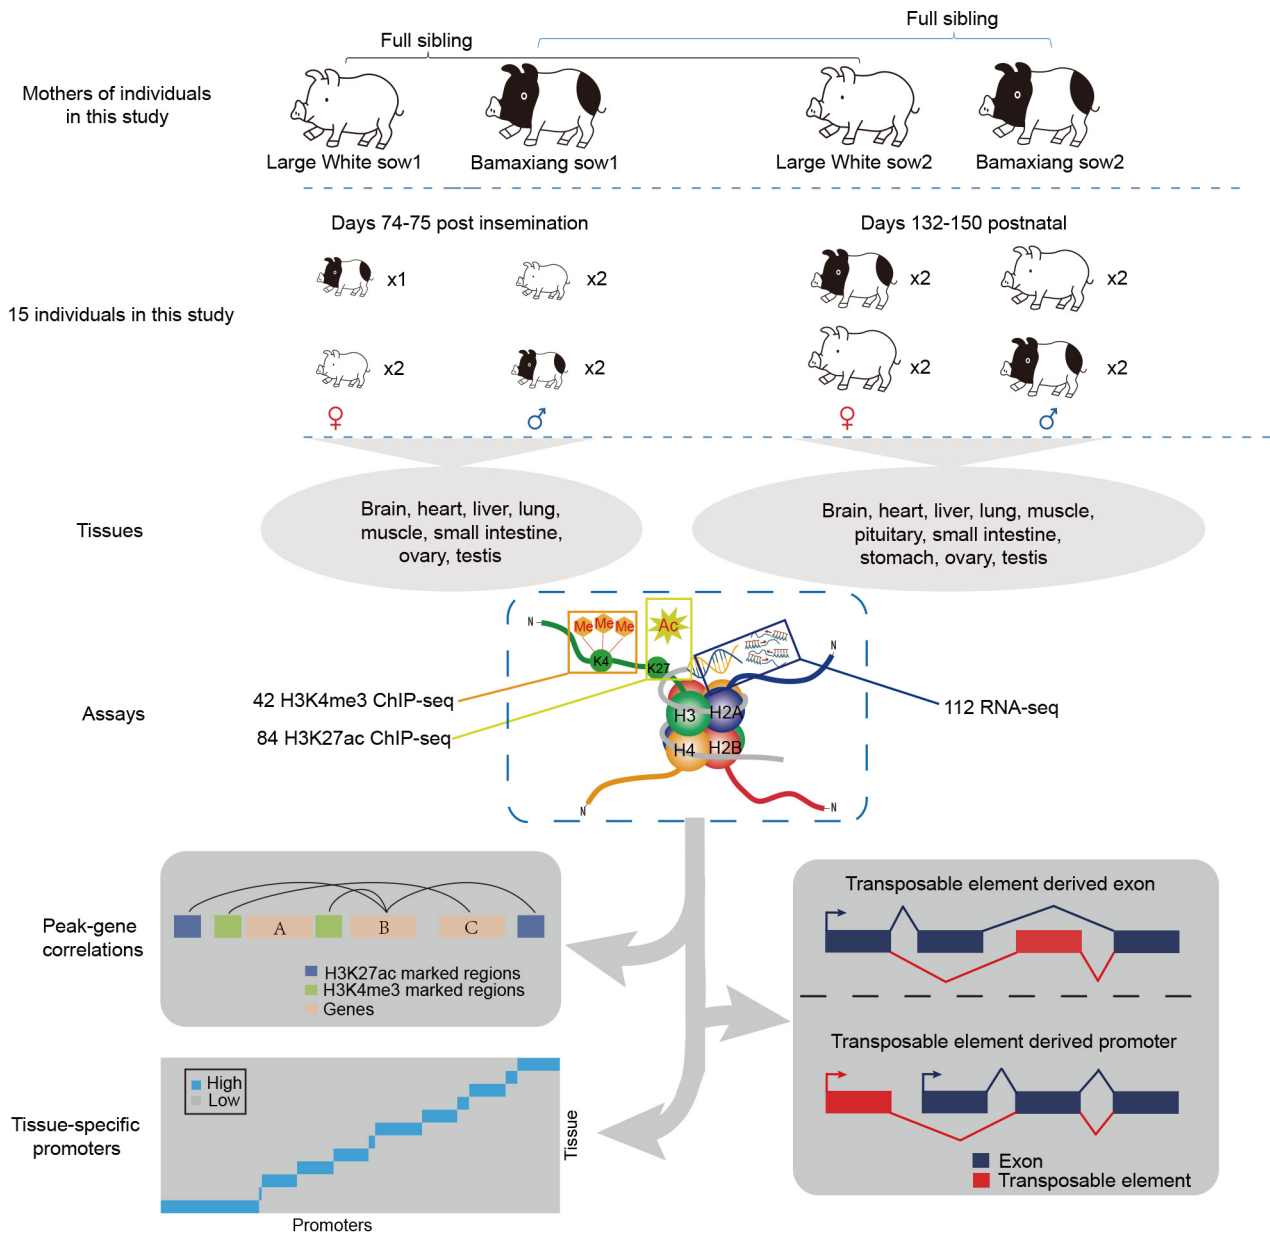 Full sibling
Full sibling
Mothers of individuals
in this study
Large White sow1
Bamaxiang sow1
Large White sow2
Bamaxiang sow2
Days 74-75 post insemination
Days 132-150 postnatal
x1
x2
x2
x2
15 individuals in this study
x2
x2
x2
x2
♀
♂
♀
♂
Tissues
Brain, heart, liver, lung,
muscle, small intestine,
ovary, testis
Brain, heart, liver, lung, muscle,
pituitary, small intestine,
stomach, ovary, testis
Assays
N
Me
Me
Me
Ac
N
K4
K27
42 H3K4me3 ChIP-seq
84 H3K27ac ChIP-seq
112 RNA-seq
H3
H2A
H4
H2B
N
N
Peak-gene
correlations
A
B
C
H3K27ac marked regions
H3K4me3 marked regions
Genes
Transposable element derived exon
Transposable element derived promoter
Exon
Transposable element
Tissue-specific
promoters
High
Low
Tissue
Promoters